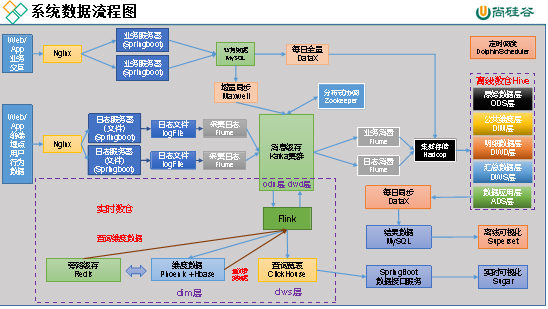 系统数据流程图
尚硅谷
Web/
App
业务
交互
Nginx
业务服务器
(Springboot)
业务服务器
(Springboot)
业务数据
MySQL
每日全量
DataX
定时调度
DolphinScheduler
增量同步
Maxwell
分布式协调
Zookeeper
离线数仓Hive
原始数据层
ODS层
公共维度层
DIM层
明细数据层
DWD层
汇总数据层
DWS层
数据应用层
ADS层
Web/
App
前端
埋点
用户
行为
数据
Nginx
日志服务器
(文件)
(Springboot)
日志服务器
(文件)
(Springboot)
日志文件
logFile
日志文件
logFile
采集日志
Flume
采集日志
Flume
消息缓存
Kafka集群
业务消费
Flume
日志消费
Flume
集群存储
Hadoop
odm层 dwd层
实时数仓
Flink
查询维度数据
旁路缓存
Redis
维度数据
Phoenix+Hbase
查询宽表
ClickHouse
dim层
dws层
每日同步
DataX
结果数据
MySQL
离线可视化
Superset
SpringBoot
数据接口服务
实时可视化
Sugar